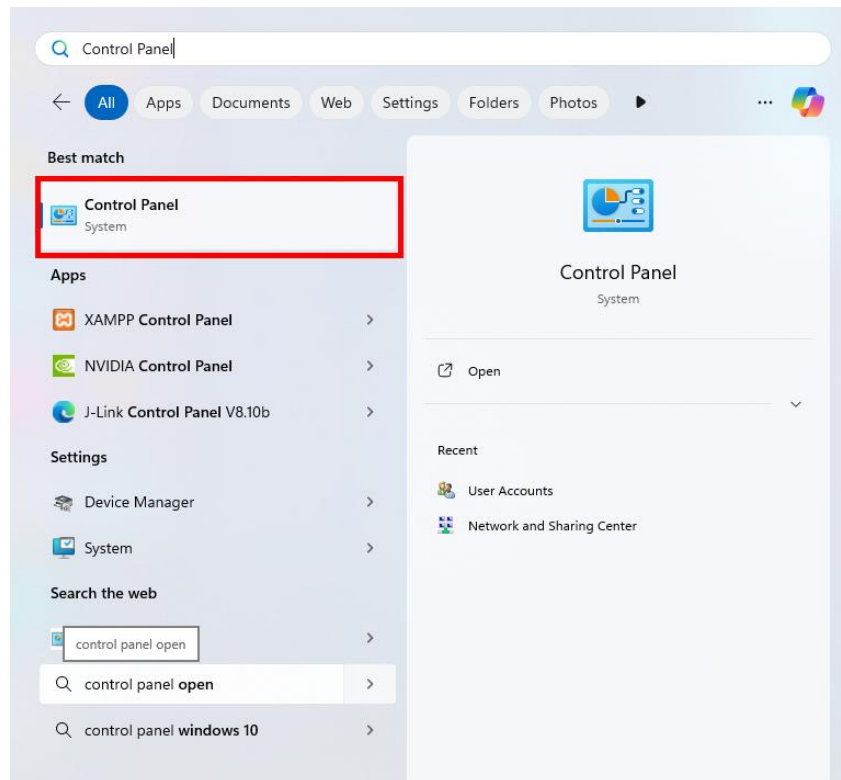 Control Panel
All Apps Documents Web Settings Folders Photos ...
Best match
Control Panel
System
Apps
XAMPP Control Panel
NVIDIA Control Panel
J-Link Control Panel V8.10b
Settings
Device Manager
System
Search the web
control panel open
control panel open
control panel windows 10
Control Panel
System
Open
Recent
User Accounts
Network and Sharing Center